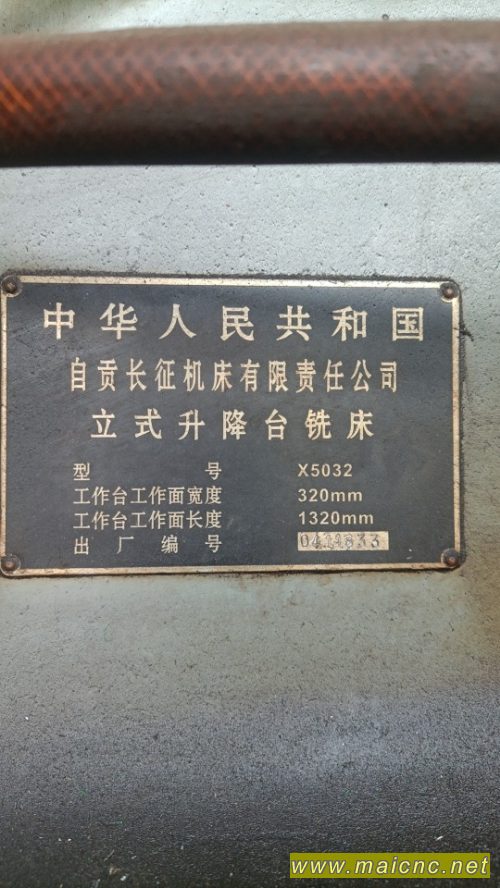 中华人民共和国
自贡长征机床有限责任公司
立式升降台铣床
型号 X5032
工作台工作面宽度 320mm
工作台工作面长度 1320mm
出厂编号
www.maicnc.net